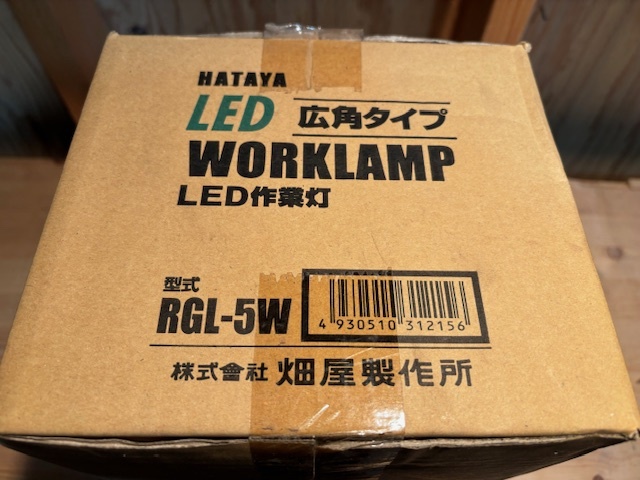 HATAYA
LED 広角タイプ
WORKLAMP
LED作業灯
型式
RGL-5W
4 930510 312156
株式會社 畑屋製作所